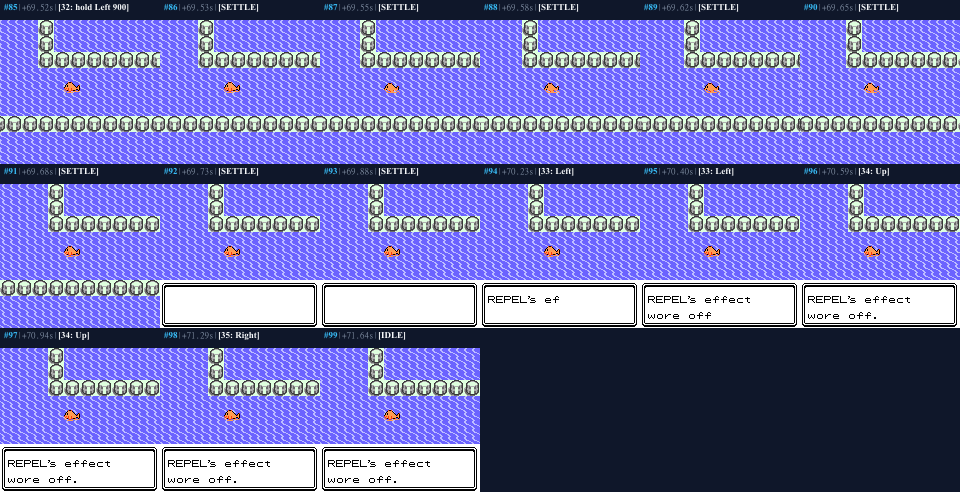 #85|+69.52s|[32: hold Left 900]
#86|+69.53s|[SETTLE]
#87|+69.55s|[SETTLE]
#88|+69.58s|[SETTLE]
#89|+69.62s|[SETTLE]
#90|+69.65s|[SETTLE]
#91|+69.68s|[SETTLE]
#92|+69.73s|[SETTLE]
#93|+69.88s|[SETTLE]
#94|+70.23s|[33: Left]
#95|+70.40s|[33: Left]
#96|+70.59s|[34: Up]
REPEL's ef
REPEL's effect
wore off
REPEL's effect
wore off.
#97|+70.94s|[34: Up]
#98|+71.29s|[35: Right]
#99|+71.64s|[IDLE]
REPEL's effect
wore off.
REPEL's effect
wore off.
REPEL's effect
wore off.